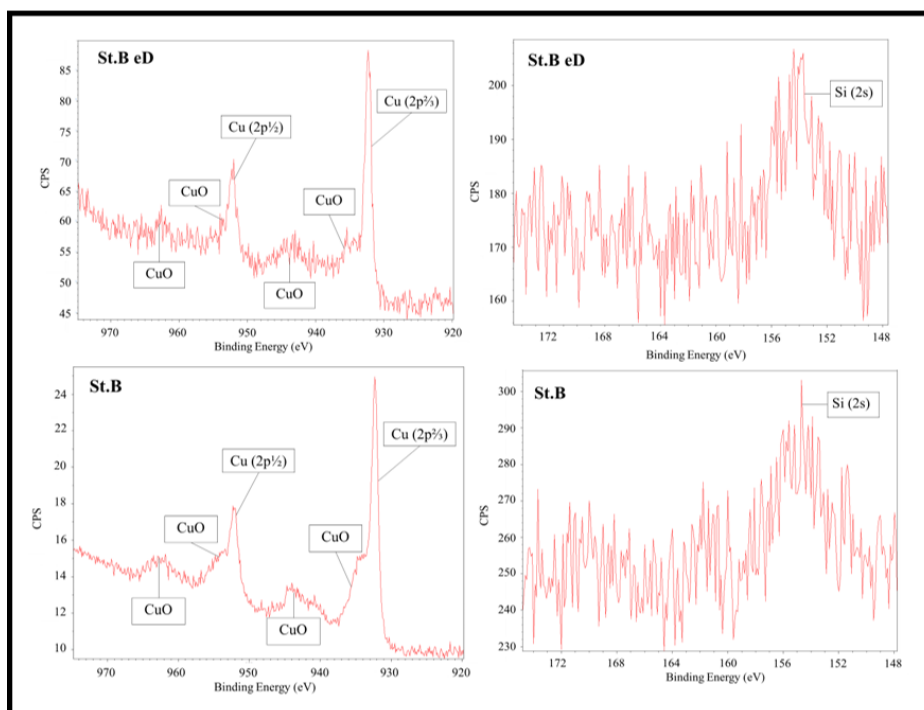 St.B eD
CPS
85
80
75
70
65
60
55
50
45
Cu (2p½)
Cu (2p⅔)
CuO
CuO
CuO
CuO
970 960 950 940 930 920
Binding Energy (eV)
St.B eD
CPS
200
190
180
170
160
Si (2s)
172 168 164 160 156 152 148
Binding Energy (eV)
St.B
CPS
24
22
20
18
16
14
12
10
Cu (2p½)
Cu (2p⅔)
CuO
CuO
CuO
CuO
970 960 950 940 930 920
Binding Energy (eV)
St.B
CPS
300
290
280
270
260
250
240
230
Si (2s)
172 168 164 160 156 152 148
Binding Energy (eV)